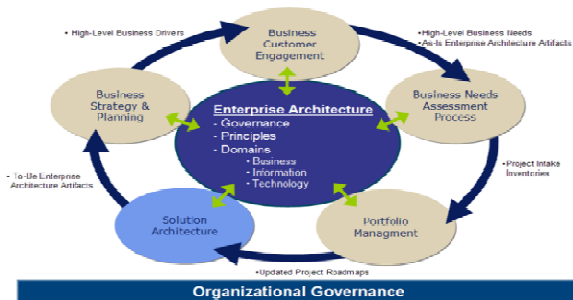 • High-Level Business Drivers
Business
Customer
Engagement
•High-Level Business Needs
•As-Is Enterprise Architecture Artifacts
Business
Strategy &
Planning
Enterprise Architecture
- Governance
- Principles
- Domains
• Business
• Information
• Technology
Business Needs
Assessment
Process
- To-Be Enterprise
Architecture Artifacts
•Project Intake
Inventories
Solution
Architecture
Portfolio
Managment
•Updated Project Roadmaps
Organizational Governance